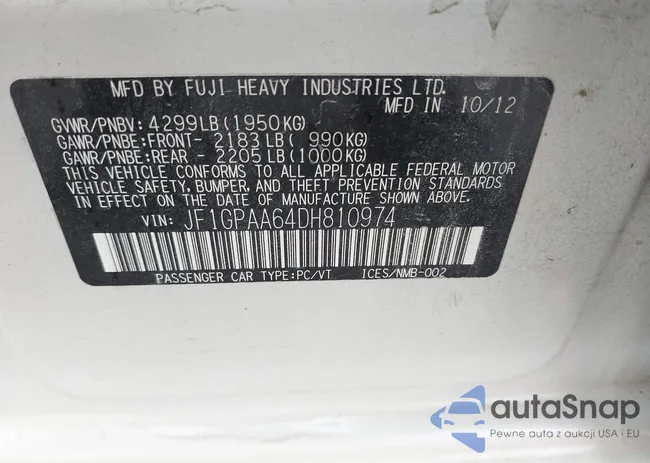 MFD BY FUJI HEAVY INDUSTRIES LTD.
MFD IN 10/12
GVWR/PNBV: 4299LB(1950KG)
GAWR/PNBE:FRONT- 2183LB( 990KG)
GAWR/PNBE:REAR - 2205LB(1000KG)
THIS VEHICLE CONFORMS TO ALL APPLICABLE FEDERAL MOTOR
VEHICLE SAFETY, BUMPER, AND THEFT PREVENTION STANDARDS
IN EFFECT ON THE DATE OF MANUFACTURE SHOWN ABOVE.
VIN: JF1GPAA64DH810974
PASSENGER CAR TYPE:PC/VT ICES/NMB-002
autaSnap
Pewne auta z aukcji USA i EU